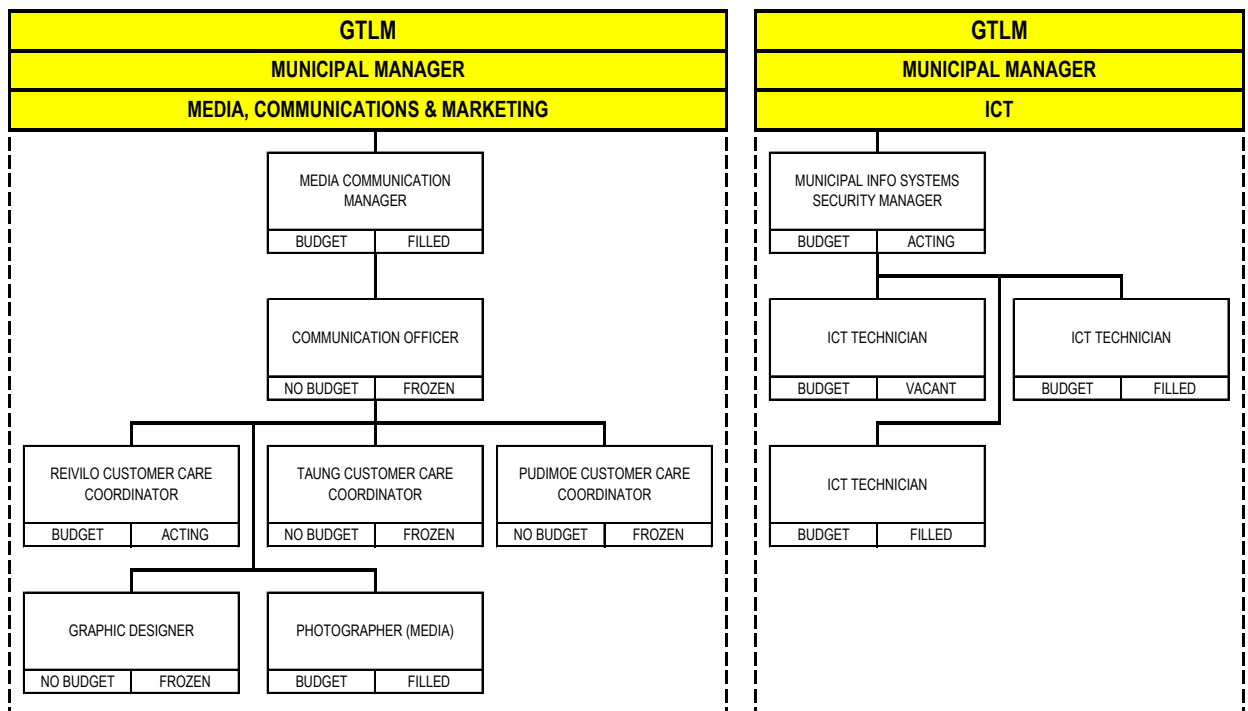 GTLM
MUNICIPAL MANAGER
MEDIA, COMMUNICATIONS & MARKETING
MEDIA COMMUNICATION
MANAGER
BUDGET FILLED
COMMUNICATION OFFICER
NO BUDGET FROZEN
REIVILO CUSTOMER CARE
COORDINATOR
BUDGET ACTING
TAUNG CUSTOMER CARE
COORDINATOR
NO BUDGET FROZEN
PUDIMOE CUSTOMER CARE
COORDINATOR
NO BUDGET FROZEN
GRAPHIC DESIGNER
NO BUDGET FROZEN
PHOTOGRAPHER (MEDIA)
BUDGET FILLED
GTLM
MUNICIPAL MANAGER
ICT
MUNICIPAL INFO SYSTEMS
SECURITY MANAGER
BUDGET ACTING
ICT TECHNICIAN
BUDGET VACANT
ICT TECHNICIAN
BUDGET FILLED
ICT TECHNICIAN
BUDGET FILLED